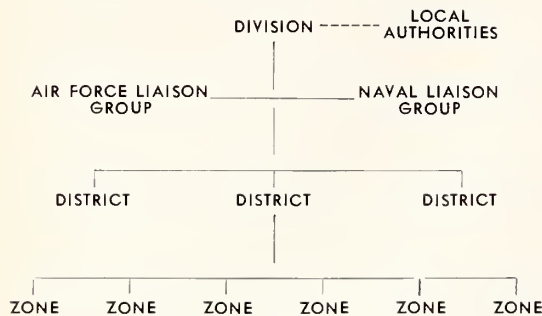 DIVISION
LOCAL
AUTHORITIES
AIR FORCE LIAISON
GROUP
NAVAL LIAISON
GROUP
DISTRICT DISTRICT DISTRICT
ZONE ZONE ZONE ZONE ZONE ZONE